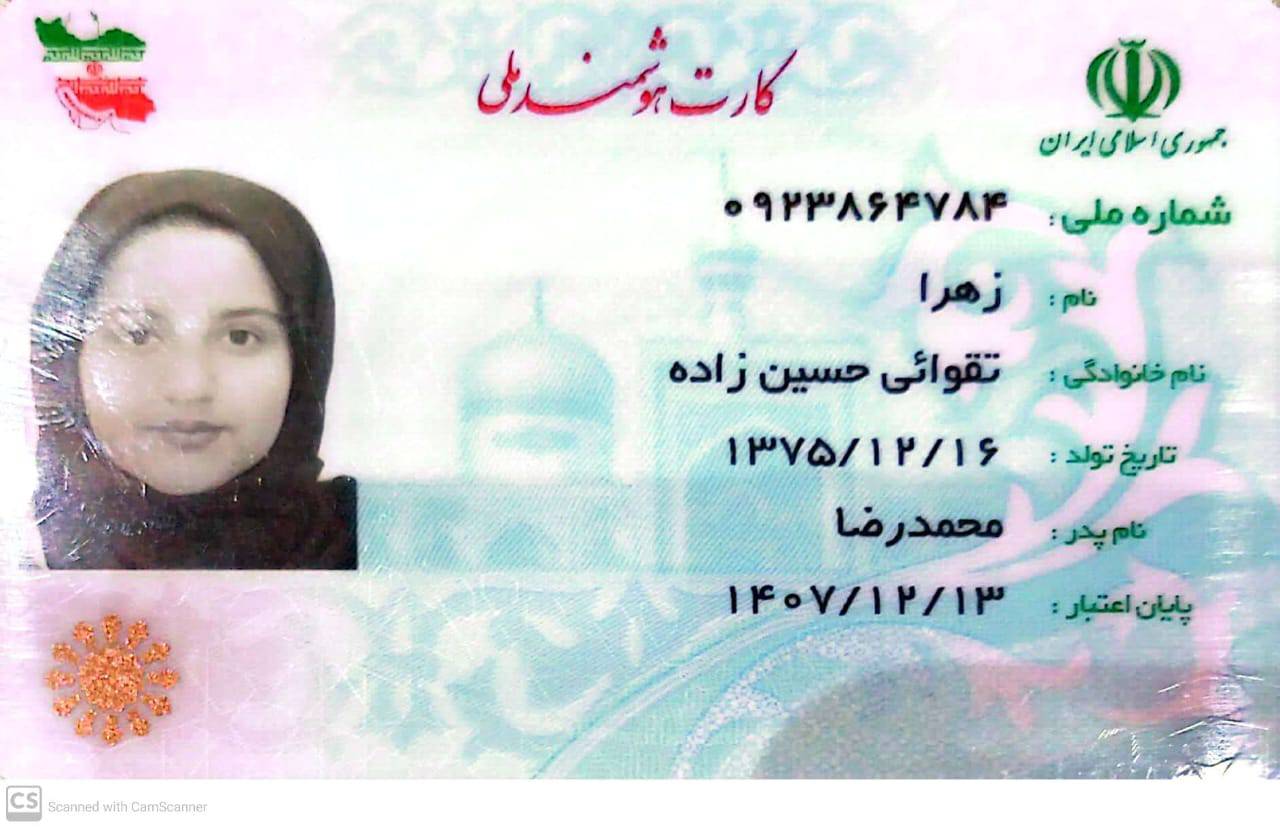 کارت هوشمند ملی
جمهوری اسلامی ایران
شماره ملی : ۰۹۲۳۸۶۴۷۸۴
نام : زهرا
نام خانوادگی : تقوائی حسین زاده
تاریخ تولد : ۱۳۷۵/۱۲/۱۶
نام پدر : محمدرضا
پایان اعتبار : ۱۴۰۷/۱۲/۱۳
CS Scanned with CamScanner